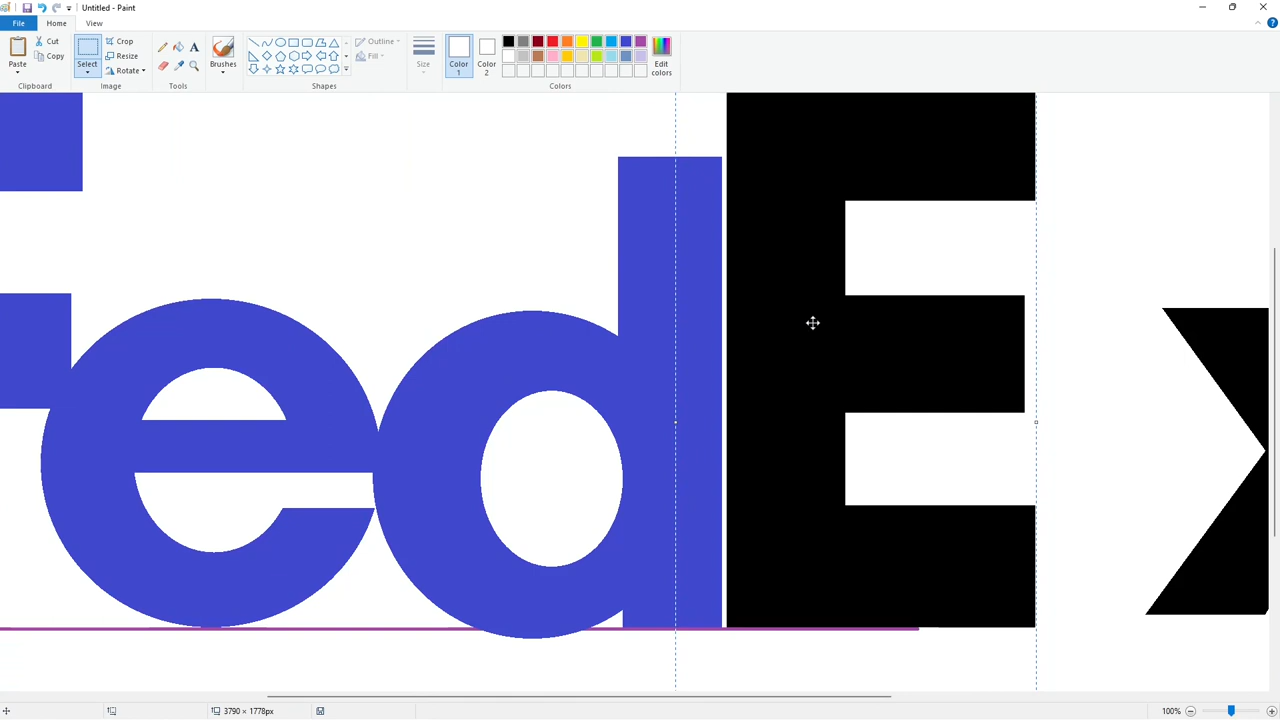 Untitled - Paint
File Home View
Paste
Cut
Copy
Clipboard
Select
Crop
Resize
Rotate
Image
A
Tools
Brushes
Outline
Fill
Shapes
Size
Color
1
Color
2
Edit
colors
Colors
edE
3790 × 1778px
100%